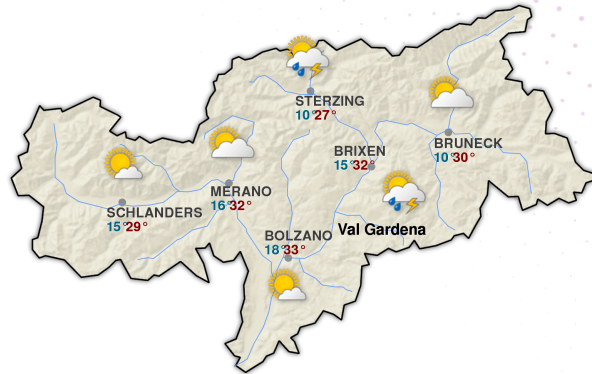 STERZING
10°27°
BRIXEN
15°32°
BRUNECK
10°30°
MERANO
16°32°
SCHLANDERS
15°29°
Val Gardena
BOLZANO
18°33°